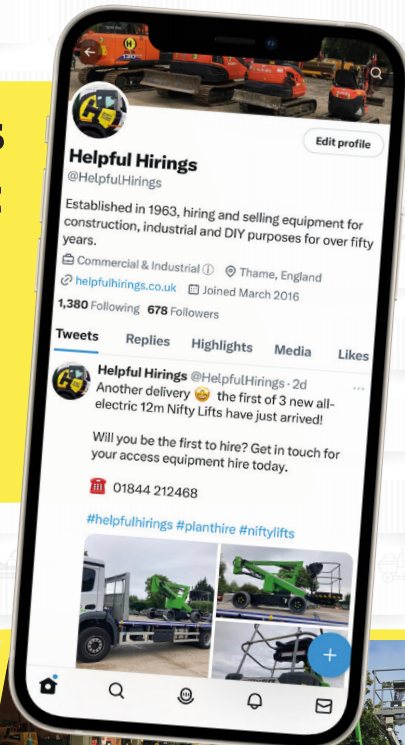 Edit profile
Helpful Hirings
@HelpfulHirings
Established in 1963, hiring and selling equipment for
construction, industrial and DIY purposes for over fifty
years.
Commercial & Industrial Thame, England
helpfulhirings.co.uk Joined March 2016
1,380 Following 678 Followers
Tweets Replies Highlights Media Likes
Helpful Hirings @HelpfulHirings · 2d
Another delivery 🤩 the first of 3 new all-
electric 12m Nifty Lifts have just arrived!
Will you be the first to hire? Get in touch for
your access equipment hire today.
☎️ 01844 212468
#helpfulhirings #planthire #niftylifts